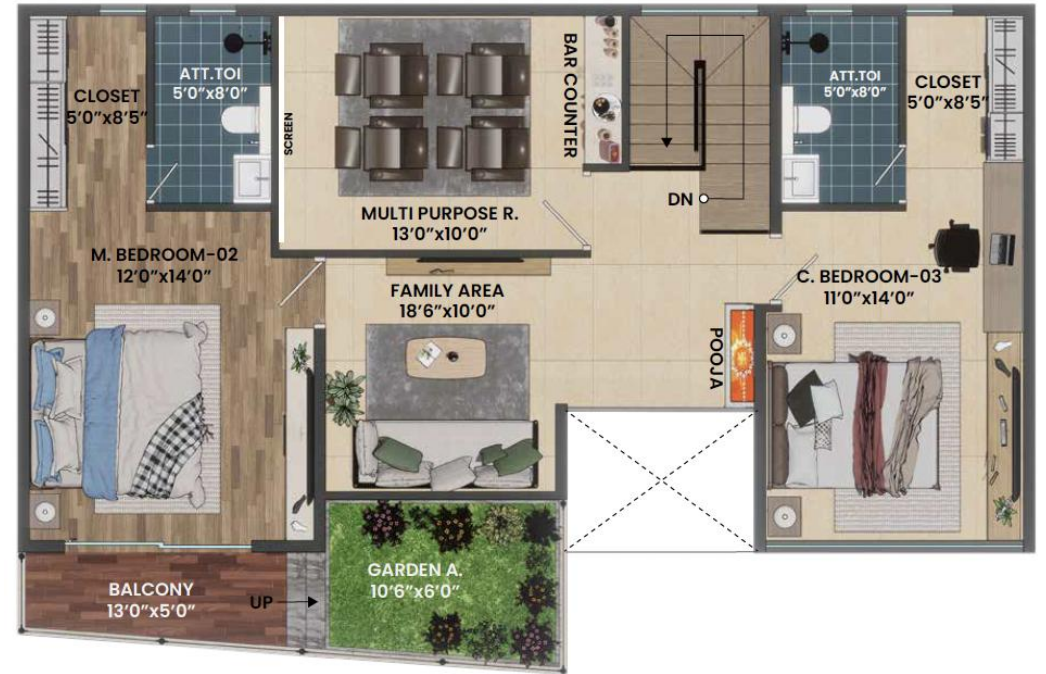 CLOSET
5'0"x8'5"
ATT.TOI
5'0"x8'0"
SCREEN
MULTI PURPOSE R.
13'0"x10'0"
BAR COUNTER
DN
ATT.TOI
5'0"x8'0"
CLOSET
5'0"x8'5"
M. BEDROOM-02
12'0"x14'0"
FAMILY AREA
18'6"x10'0"
POOJA
C. BEDROOM-03
11'0"x14'0"
BALCONY
13'0"x5'0"
UP
GARDEN A.
10'6"x6'0"